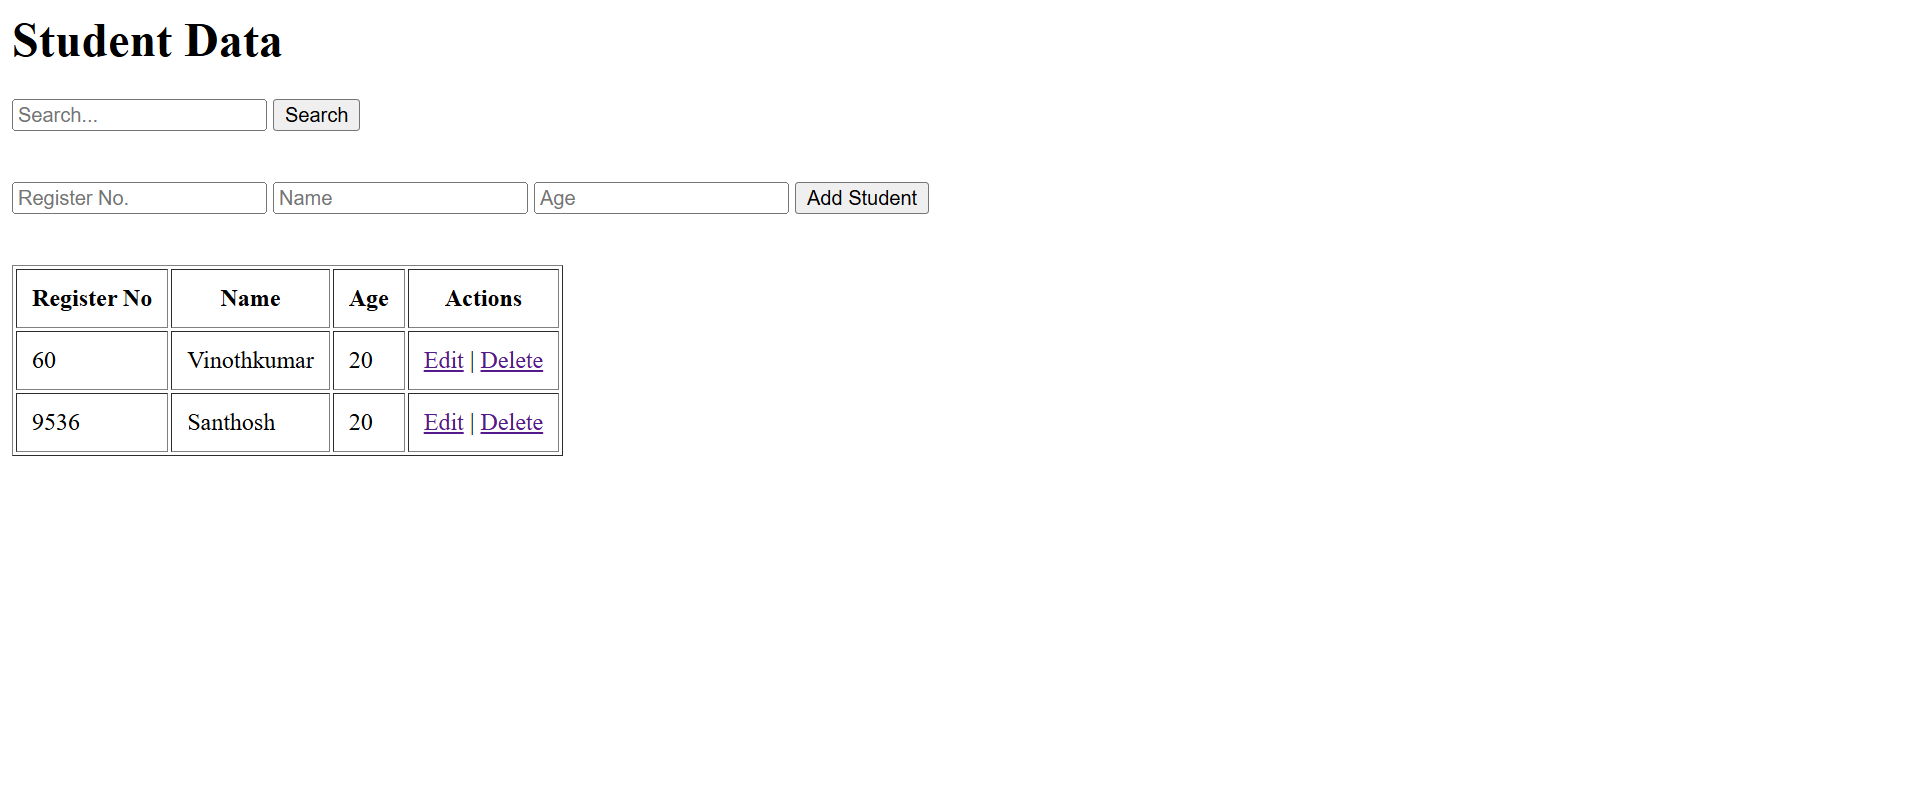 Student Data
Search... Search
Register No. Name Age Add Student
Register No Name Age Actions
60 Vinothkumar 20 Edit | Delete
9536 Santhosh 20 Edit | Delete